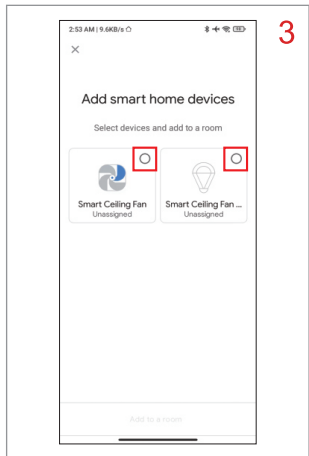 3
2:53 AM | 9.6KB/s
Add smart home devices
Select devices and add to a room
Smart Ceiling Fan
Unassigned
Smart Ceiling Fan ...
Unassigned
Add to a room